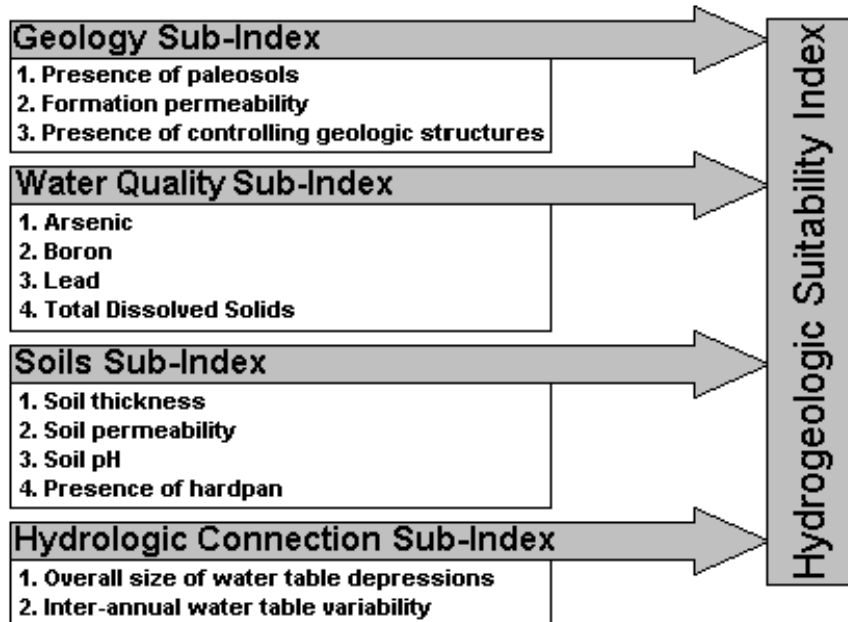 Geology Sub-Index
1. Presence of paleosols
2. Formation permeability
3. Presence of controlling geologic structures
Water Quality Sub-Index
1. Arsenic
2. Boron
3. Lead
4. Total Dissolved Solids
Soils Sub-Index
1. Soil thickness
2. Soil permeability
3. Soil pH
4. Presence of hardpan
Hydrologic Connection Sub-Index
1. Overall size of water table depressions
2. Inter-annual water table variability
Hydrogeologic Suitability Index